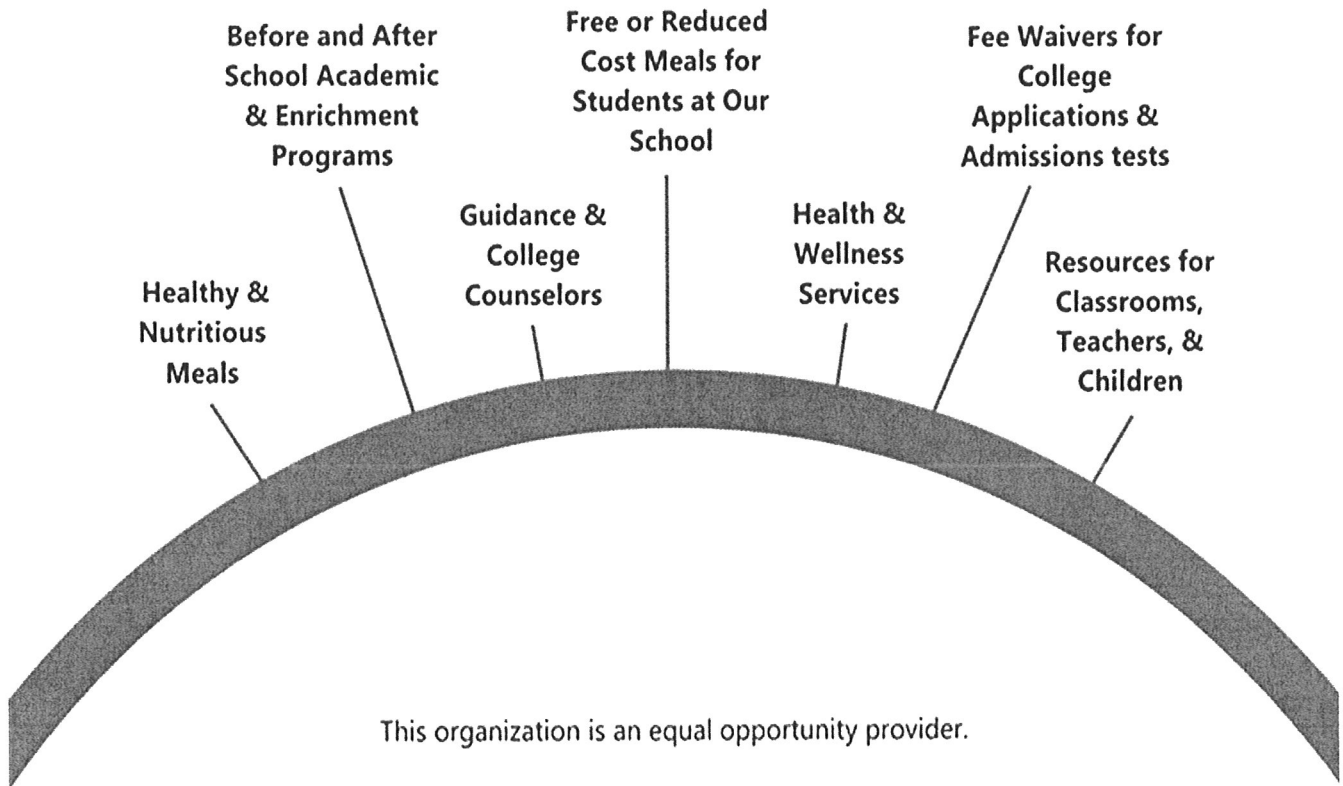 Healthy &
Nutritious
Meals
Before and After
School Academic
& Enrichment
Programs
Guidance &
College
Counselors
Free or Reduced
Cost Meals for
Students at Our
School
Health &
Wellness
Services
Fee Waivers for
College
Applications &
Admissions tests
Resources for
Classrooms,
Teachers, &
Children
This organization is an equal opportunity provider.